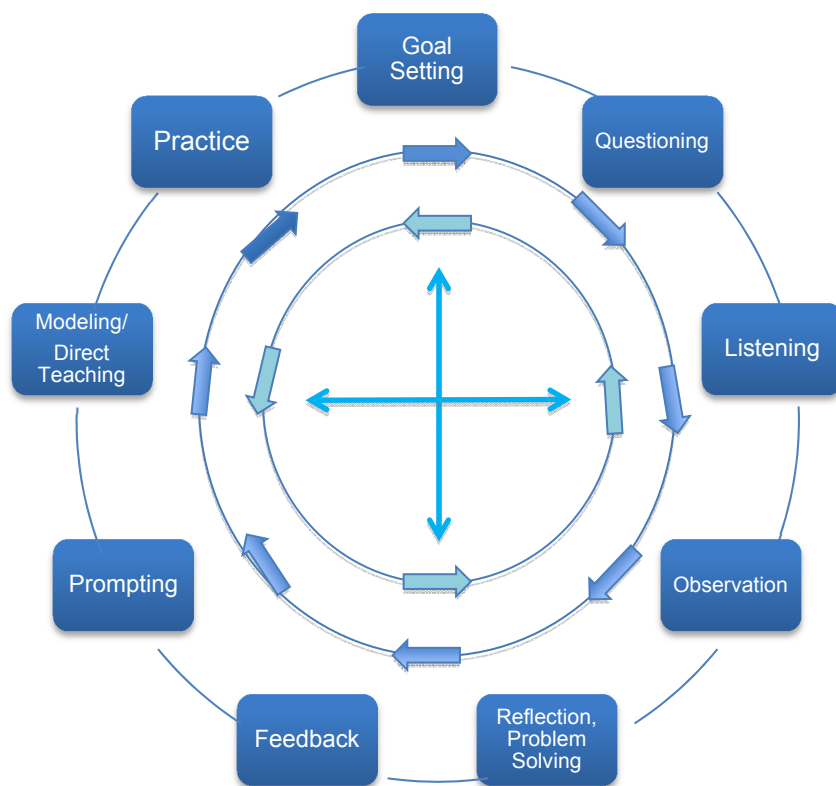 Goal
Setting
Questioning
Listening
Observation
Reflection,
Problem
Solving
Feedback
Prompting
Modeling/
Direct
Teaching
Practice